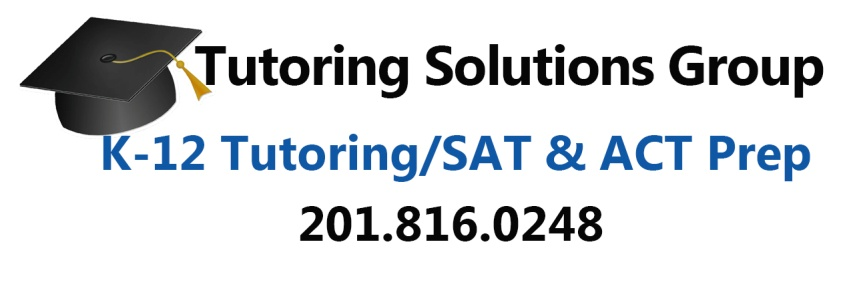 Tutoring Solutions Group
K-12 Tutoring/SAT & ACT Prep
201.816.0248